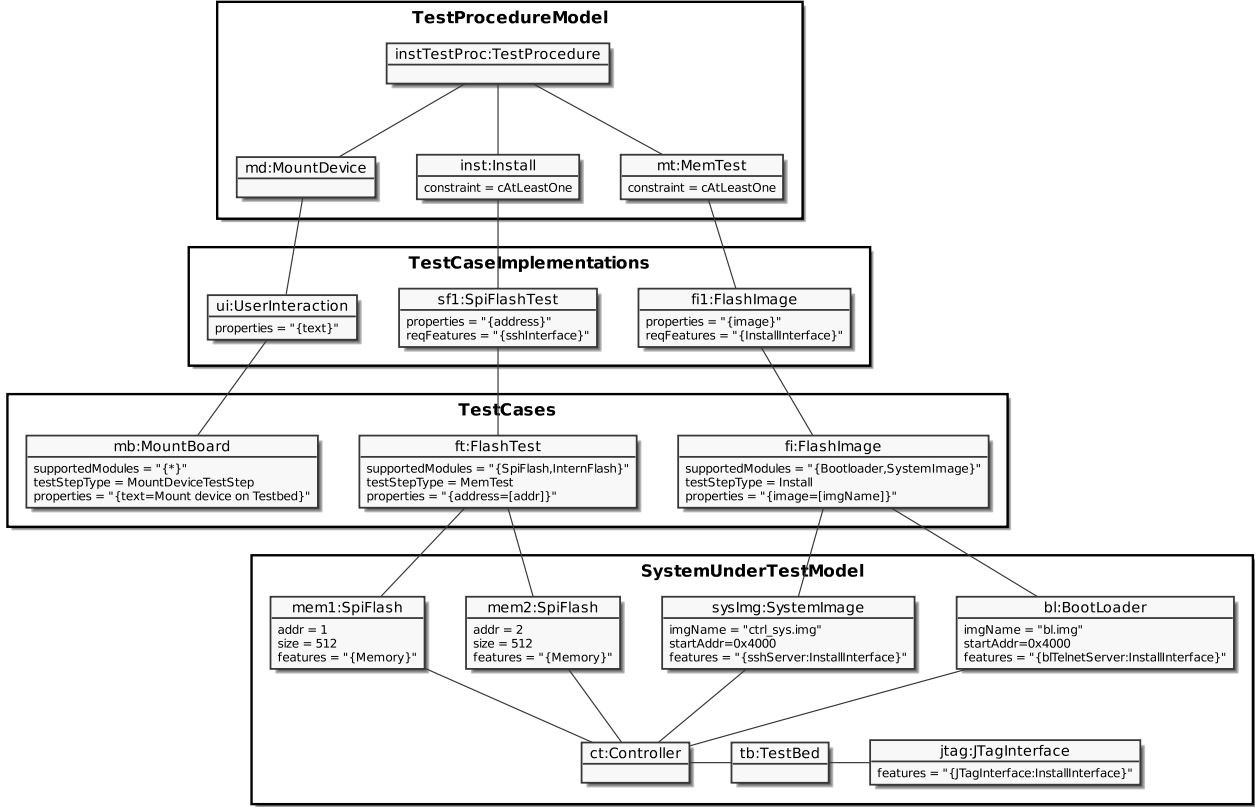 TestProcedureModel
instTestProc:TestProcedure
md:MountDevice
inst:Install
constraint = cAtLeastOne
mt:MemTest
constraint = cAtLeastOne
TestCaseImplementations
ui:UserInteraction
properties = "{text}"
sf1:SpiFlashTest
properties = "{address}"
reqFeatures = "{sshInterface}"
fi1:FlashImage
properties = "{image}"
reqFeatures = "{InstallInterface}"
TestCases
mb:MountBoard
supportedModules = "{*}"
testStepType = MountDeviceTestStep
properties = "{text=Mount device on Testbed}"
ft:FlashTest
supportedModules = "{SpiFlash,InternFlash}"
testStepType = MemTest
properties = "{address=[addr]}"
fi:FlashImage
supportedModules = "{Bootloader,SystemImage}"
testStepType = Install
properties = "{image=[imgName]}"
SystemUnderTestModel
mem1:SpiFlash
addr = 1
size = 512
features = "{Memory}"
mem2:SpiFlash
addr = 2
size = 512
features = "{Memory}"
sysImg:SystemImage
imgName = "ctrl_sys.img"
startAddr=0x4000
features = "{sshServer:InstallInterface}"
bl:BootLoader
imgName = "bl.img"
startAddr=0x4000
features = "{blTelnetServer:InstallInterface}"
ct:Controller
tb:TestBed
jtag:JTagInterface
features = "{JTagInterface:InstallInterface}"